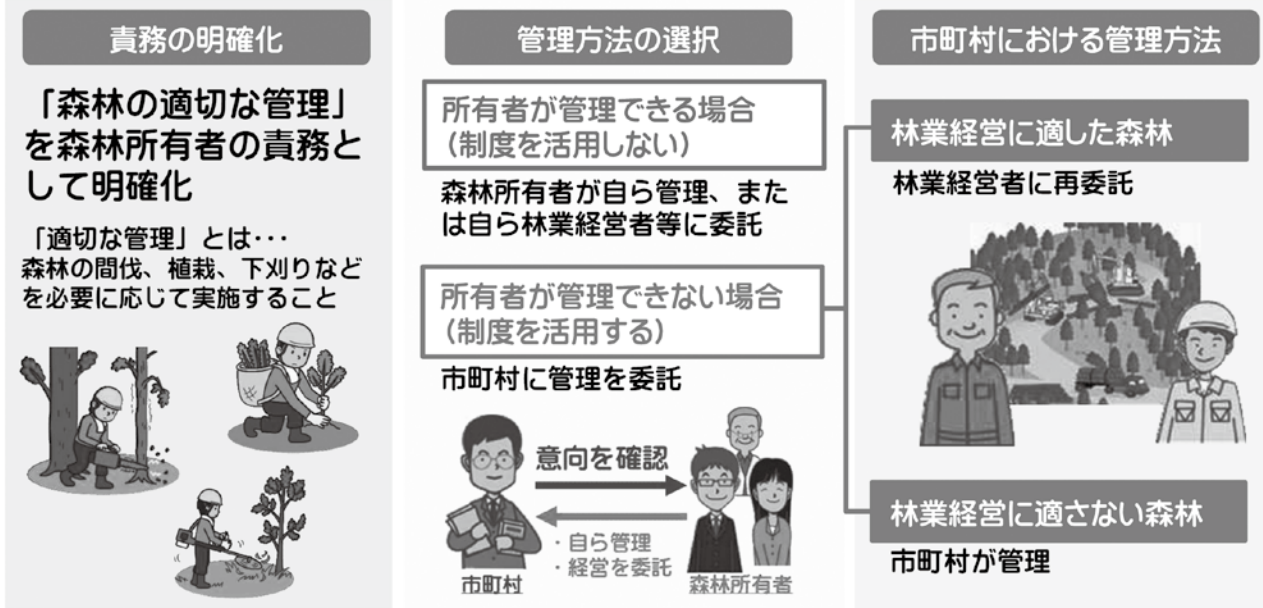 責務の明確化
「森林の適切な管理」
を森林所有者の責務と
して明確化
「適切な管理」とは･･･
森林の間伐、植栽、下刈りなど
を必要に応じて実施すること
管理方法の選択
所有者が管理できる場合
（制度を活用しない）
森林所有者が自ら管理、また
は自ら林業経営者等に委託
所有者が管理できない場合
（制度を活用する）
市町村に管理を委託
意向を確認
・自ら管理
・経営を委託
市町村
森林所有者
市町村における管理方法
林業経営に適した森林
林業経営者に再委託
林業経営に適さない森林
市町村が管理